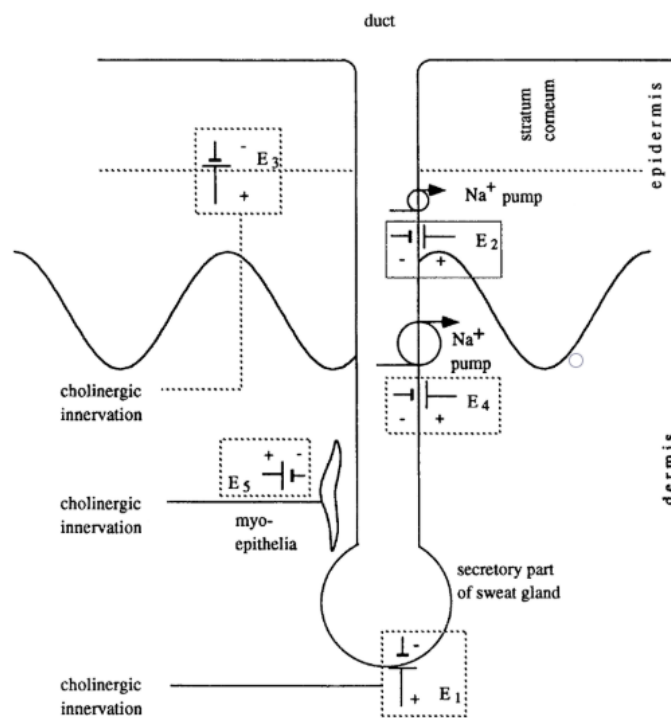 duct
stratum
corneum
epidermis
- E3
+
Na+ pump
E2
- +
Na+
pump
cholinergic
innervation
E4
- +
+ -
E5
dermis
cholinergic
innervation
myo-
epithelia
secretory part
of sweat gland
-
cholinergic
innervation
+ E1